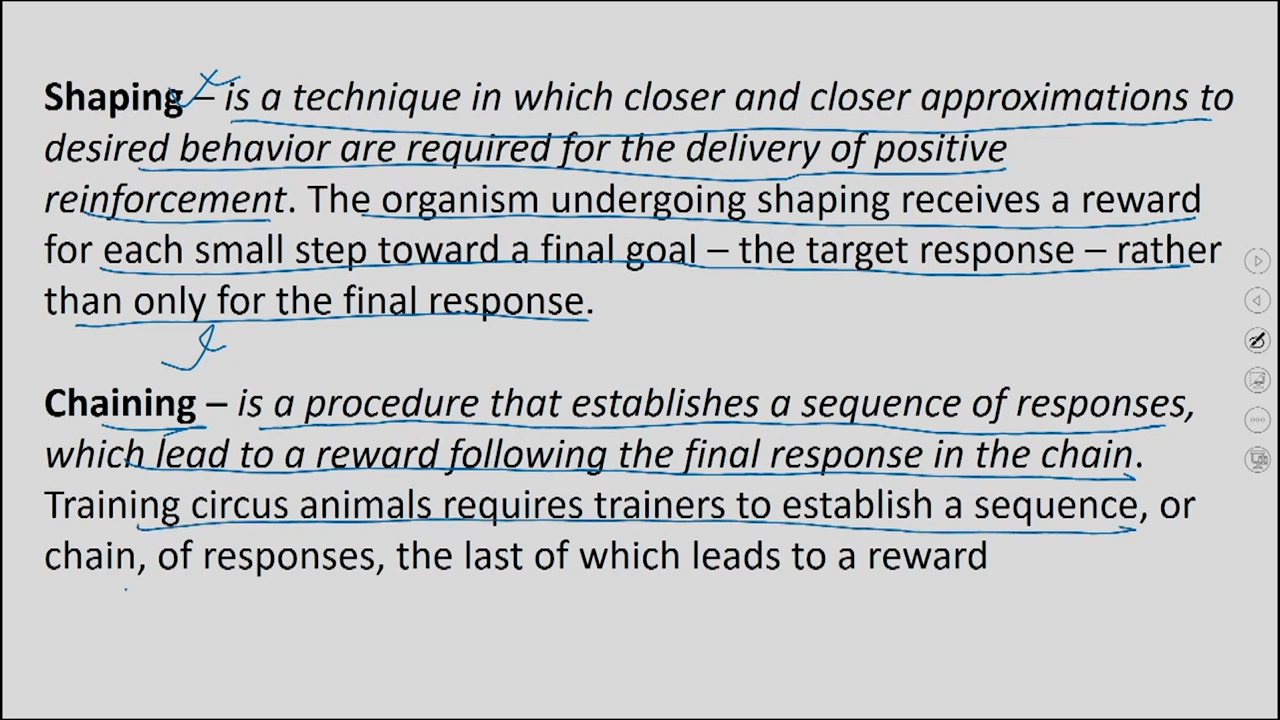 Shaping – is a technique in which closer and closer approximations to
desired behavior are required for the delivery of positive
reinforcement. The organism undergoing shaping receives a reward
for each small step toward a final goal – the target response – rather
than only for the final response.
Chaining – is a procedure that establishes a sequence of responses,
which lead to a reward following the final response in the chain.
Training circus animals requires trainers to establish a sequence, or
chain, of responses, the last of which leads to a reward